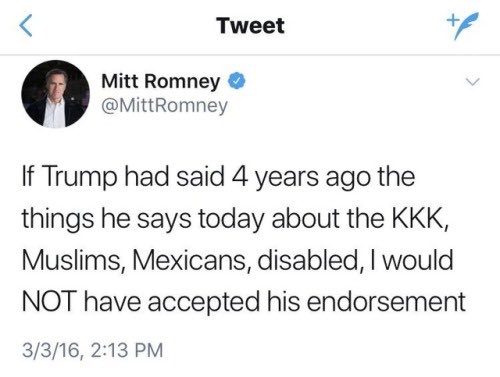 Tweet
Mitt Romney
@MittRomney
If Trump had said 4 years ago the
things he says today about the KKK,
Muslims, Mexicans, disabled, I would
NOT have accepted his endorsement
3/3/16, 2:13 PM